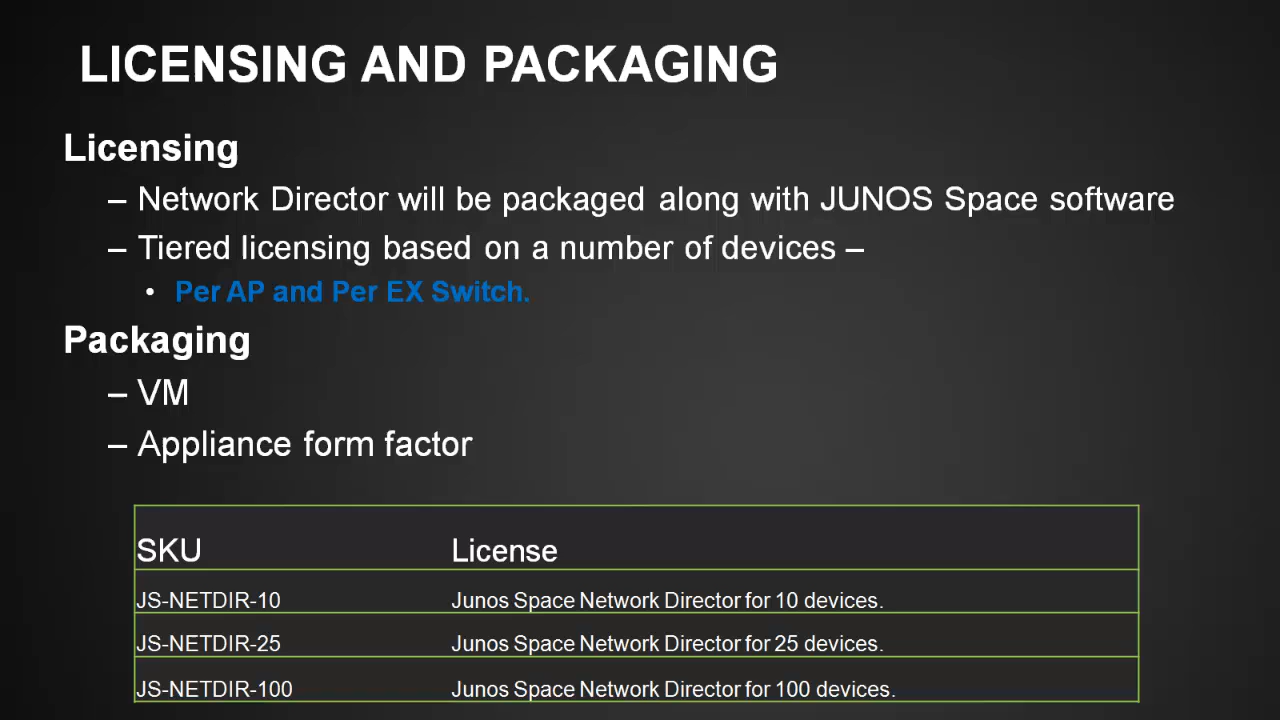 LICENSING AND PACKAGING
Licensing
– Network Director will be packaged along with JUNOS Space software
– Tiered licensing based on a number of devices –
• Per AP and Per EX Switch.
Packaging
– VM
– Appliance form factor
SKU License
JS-NETDIR-10 Junos Space Network Director for 10 devices.
JS-NETDIR-25 Junos Space Network Director for 25 devices.
JS-NETDIR-100 Junos Space Network Director for 100 devices.